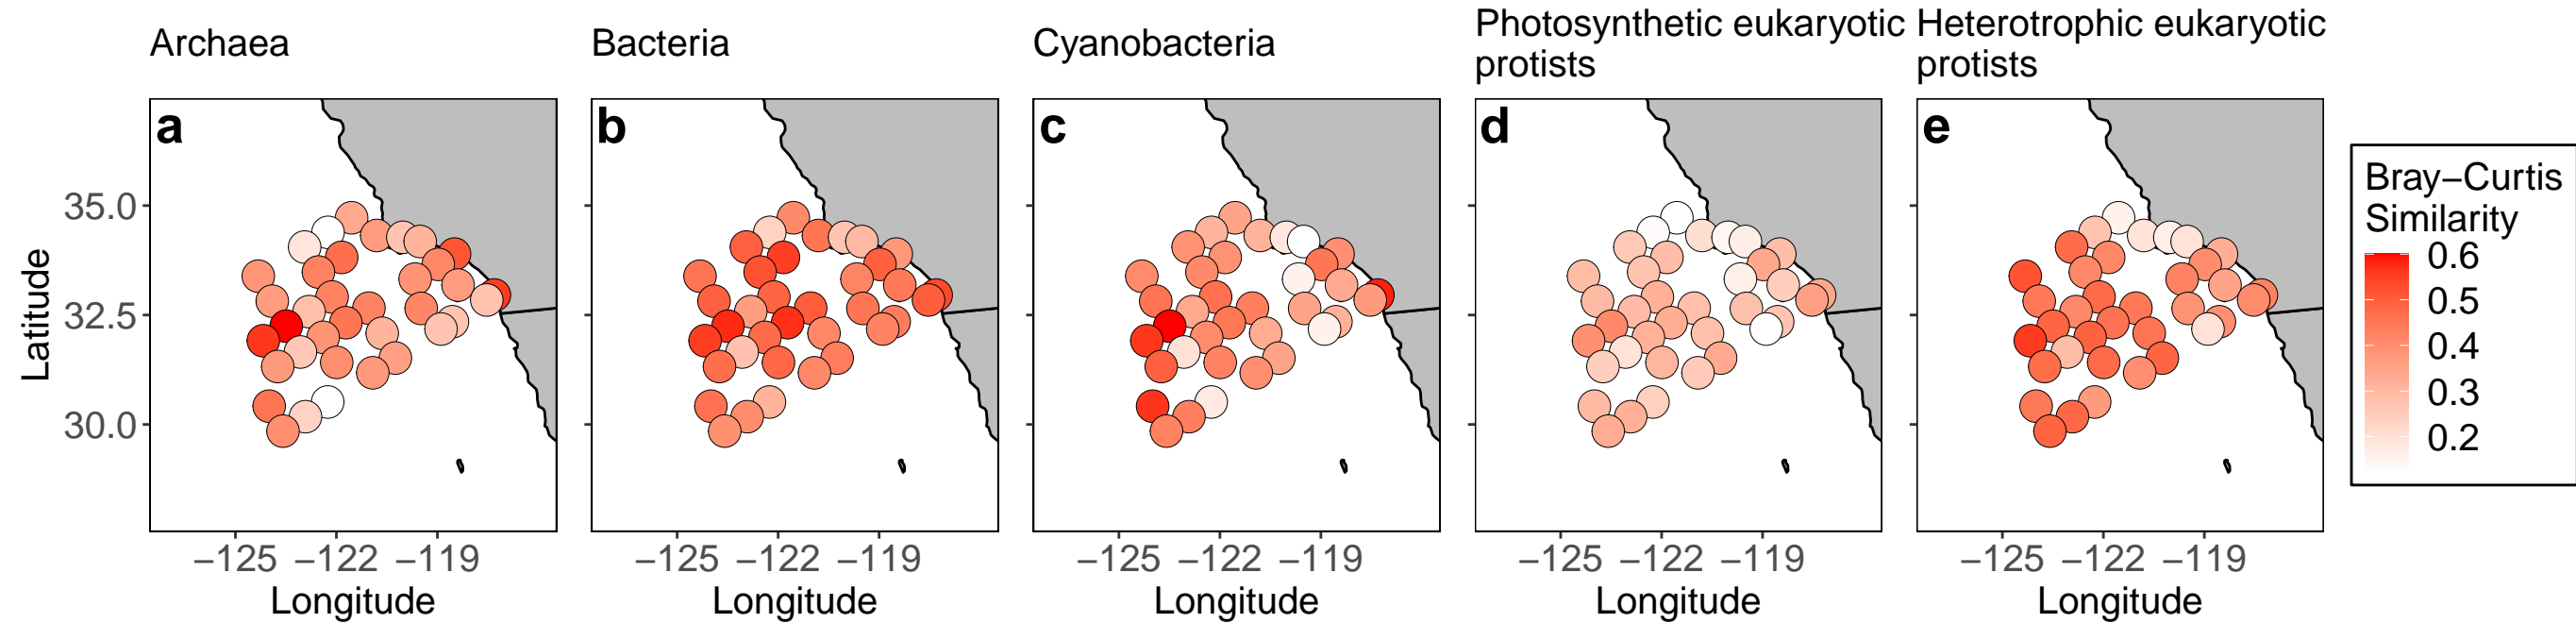 Archaea
Bacteria
Cyanobacteria
Photosynthetic eukaryotic
protists
Heterotrophic eukaryotic
protists
a
b
c
d
e
Latitude
35.0
32.5
30.0
−125 −122 −119
−125 −122 −119
−125 −122 −119
−125 −122 −119
−125 −122 −119
Longitude
Longitude
Longitude
Longitude
Longitude
Bray−Curtis
Similarity
0.6
0.5
0.4
0.3
0.2